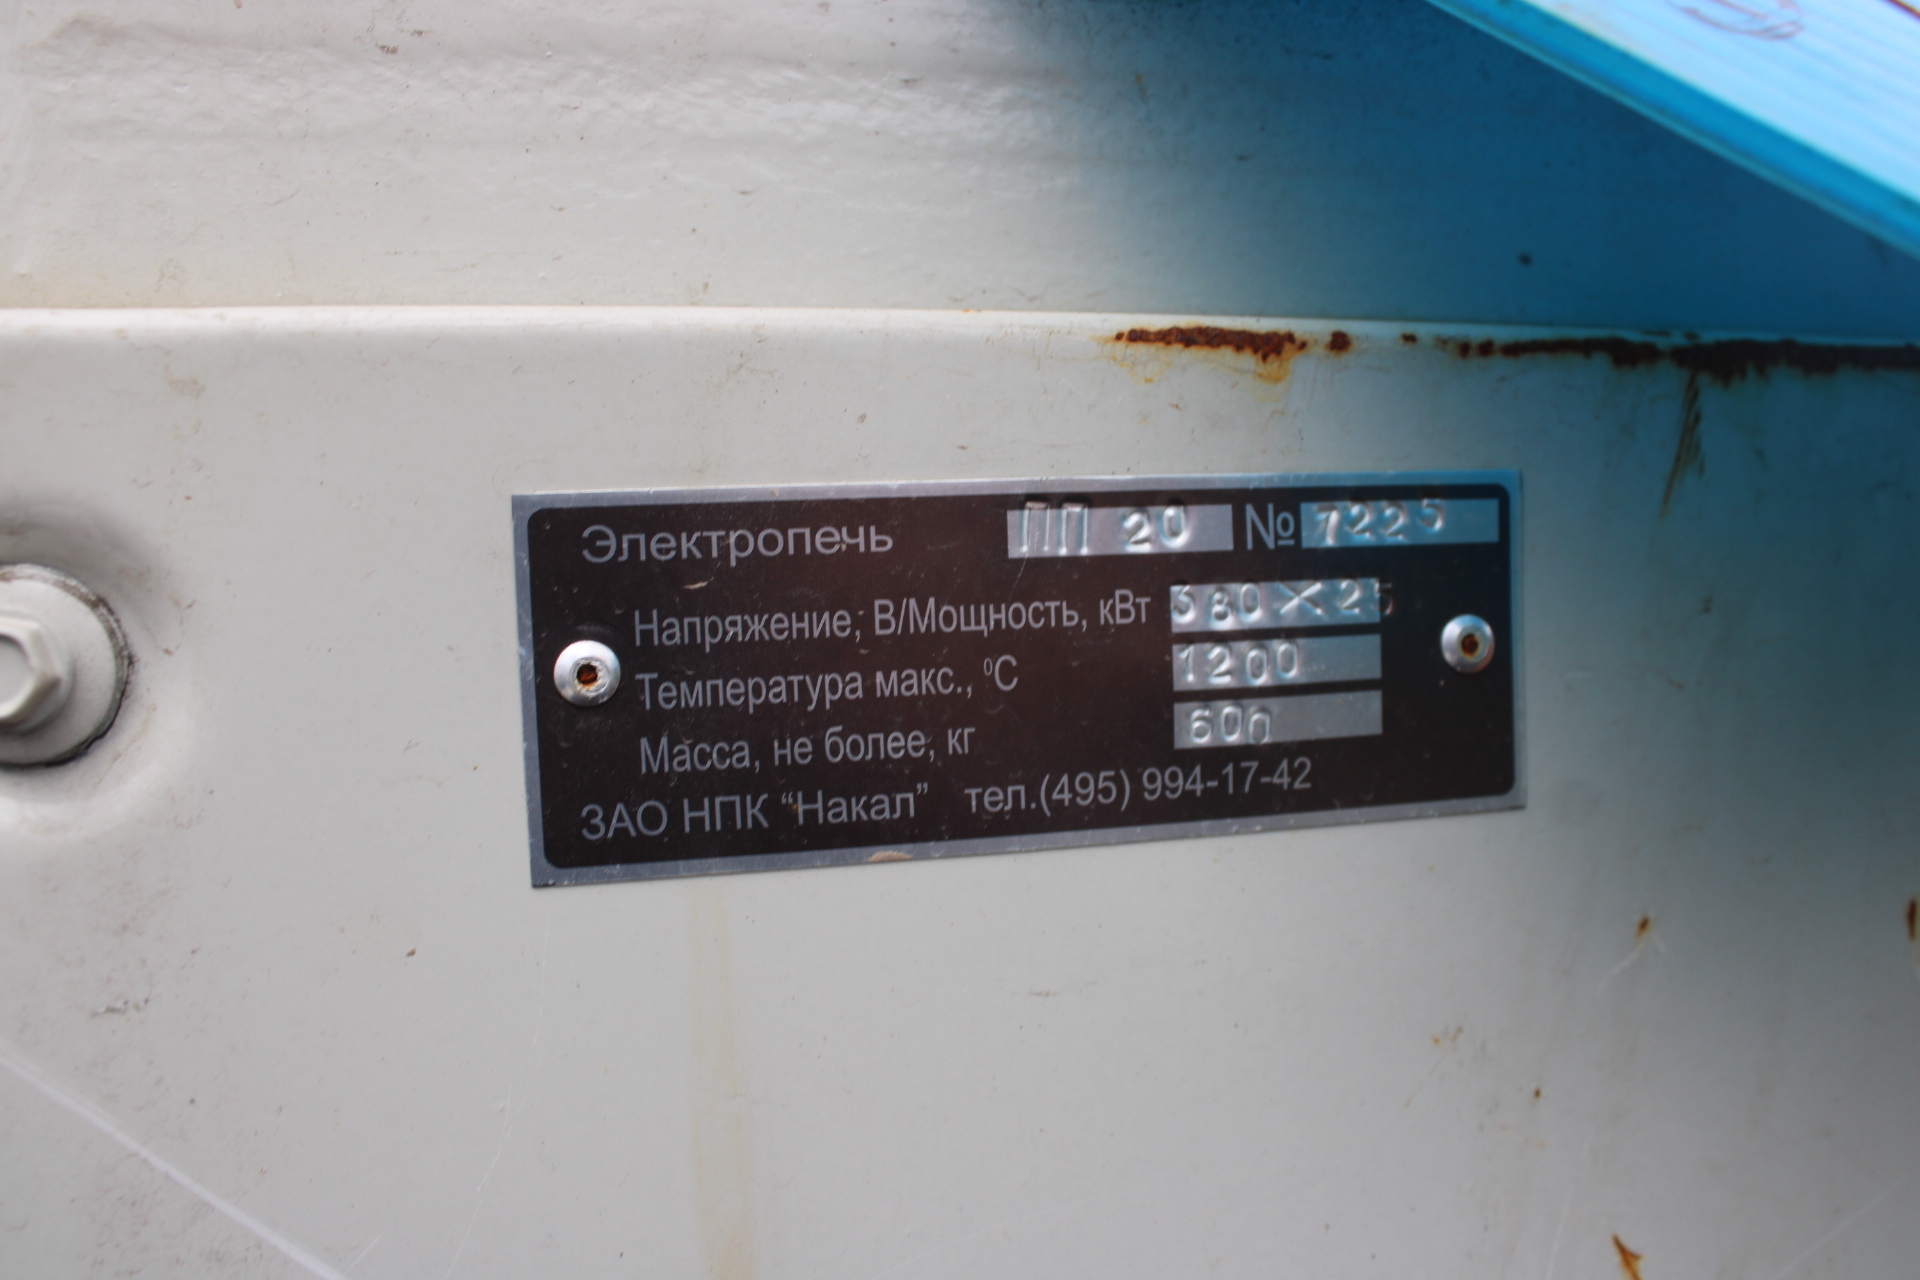 Электропечь ПП 20 № 7225
Напряжение, В/Мощность, кВт 380×25
Температура макс., ⁰С 1200
Масса, не более, кг 600
ЗАО НПК “Накал” тел.(495) 994-17-42